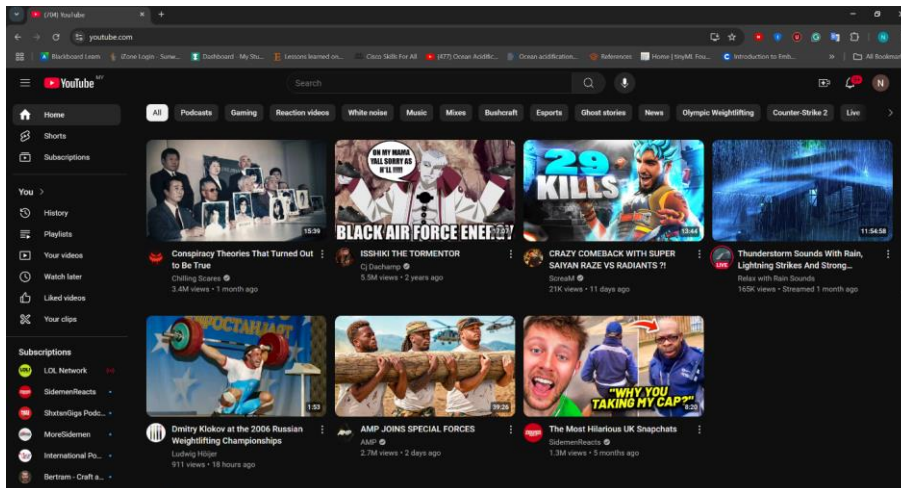 (704) YouTube
youtube.com
Blackboard Learn
iZone Login - Sunw...
Dashboard - My Stu...
Lessons learned on...
Cisco Skills For All
(477) Ocean Acidific...
Ocean acidification...
References
Home | tinyML Fou...
Introduction to Emb...
All Bookmar
YouTube MY
Search
N
Home
Shorts
Subscriptions
You
History
Playlists
Your videos
Watch later
Liked videos
Your clips
Subscriptions
LOL Network
SidemenReacts
ShxtsnGigs Podc...
MoreSidemen
International Po...
Bertram - Craft a...
All
Podcasts
Gaming
Reaction videos
White noise
Music
Mixes
Bushcraft
Esports
Ghost stories
News
Olympic Weightlifting
Counter-Strike 2
Live
15:39
Conspiracy Theories That Turned Out to Be True
Chilling Scares
3.4M views • 1 month ago
ON MY MAMA
YALL SORRY AS
H*LL !!!!!
BLACK AIR FORCE ENERGY
ISSHIKI THE TORMENTOR
Cj Dachamp
5.5M views • 2 years ago
29
KILLS
13:44
CRAZY COMEBACK WITH SUPER
SAIYAN RAZE VS RADIANTS ?!
ScreaM
21K views • 11 days ago
11:54:58
LIVE
Thunderstorm Sounds With Rain,
Lightning Strikes And Strong...
Relax with Rain Sounds
165K views • Streamed 1 month ago
1:53
Dmitry Klokov at the 2006 Russian
Weightlifting Championships
Ludwig Höijer
911 views • 18 hours ago
39:26
AMP JOINS SPECIAL FORCES
AMP
2.7M views • 2 days ago
"WHY YOU
TAKING MY CAP?"
8:20
The Most Hilarious UK Snapchats
SidemenReacts
1.3M views • 5 months ago